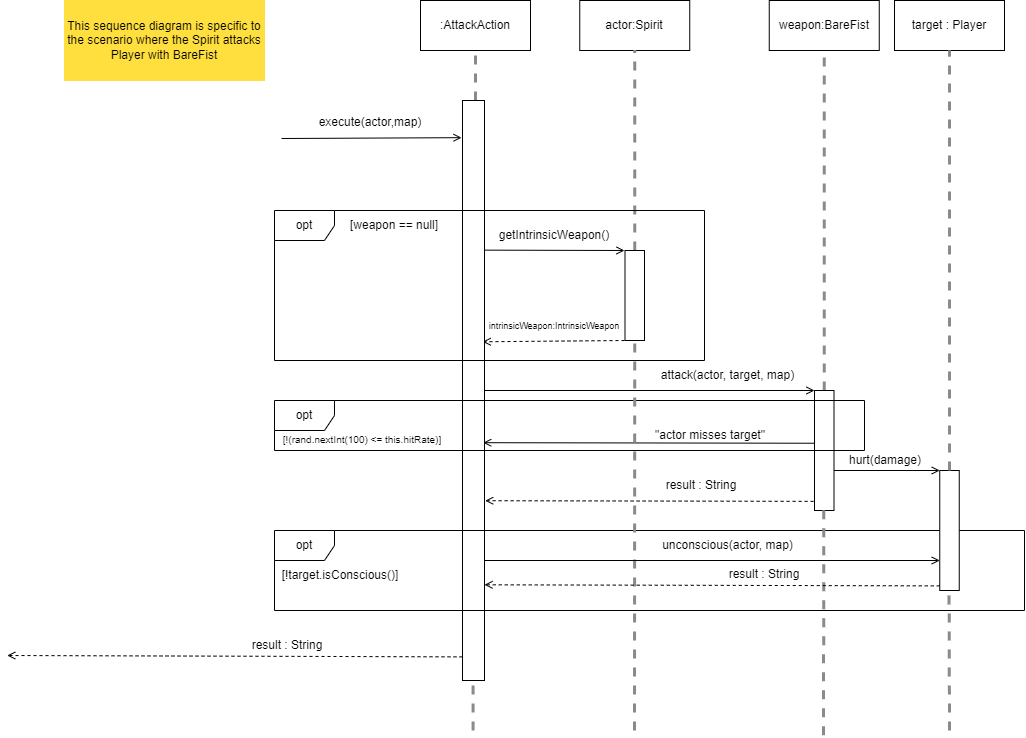 This sequence diagram is specific to
the scenario where the Spirit attacks
Player with BareFist
:AttackAction
actor:Spirit
weapon:BareFist
target : Player
execute(actor,map)
opt
[weapon == null]
getIntrinsicWeapon()
intrinsicWeapon:IntrinsicWeapon
attack(actor, target, map)
opt
[!(rand.nextInt(100) <= this.hitRate)]
"actor misses target"
hurt(damage)
result : String
opt
unconscious(actor, map)
[!target.isConscious()]
result : String
result : String